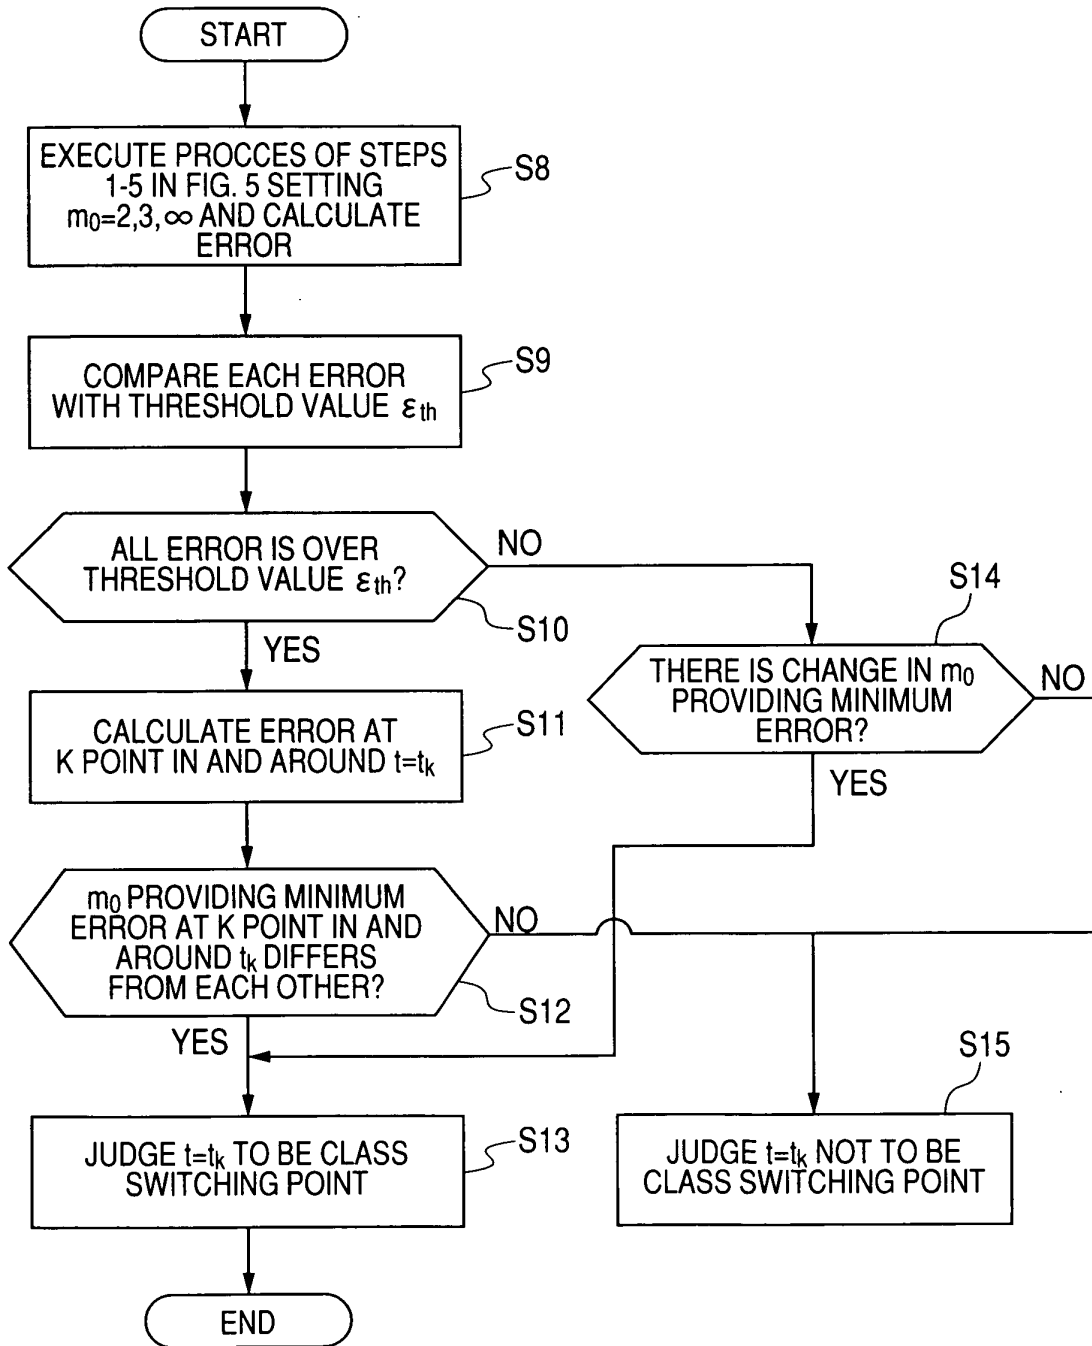 START
EXECUTE PROCCES OF STEPS
1-5 IN FIG. 5 SETTING
m₀=2,3,∞ AND CALCULATE
ERROR
S8
COMPARE EACH ERROR
WITH THRESHOLD VALUE εth
S9
ALL ERROR IS OVER
THRESHOLD VALUE εth?
NO
S10
YES
S14
THERE IS CHANGE IN m₀
PROVIDING MINIMUM
ERROR?
NO
YES
CALCULATE ERROR AT
K POINT IN AND AROUND t=tk
S11
m₀ PROVIDING MINIMUM
ERROR AT K POINT IN AND
AROUND tk DIFFERS
FROM EACH OTHER?
NO
S12
YES
JUDGE t=tk TO BE CLASS
SWITCHING POINT
S13
S15
JUDGE t=tk NOT TO BE
CLASS SWITCHING POINT
END